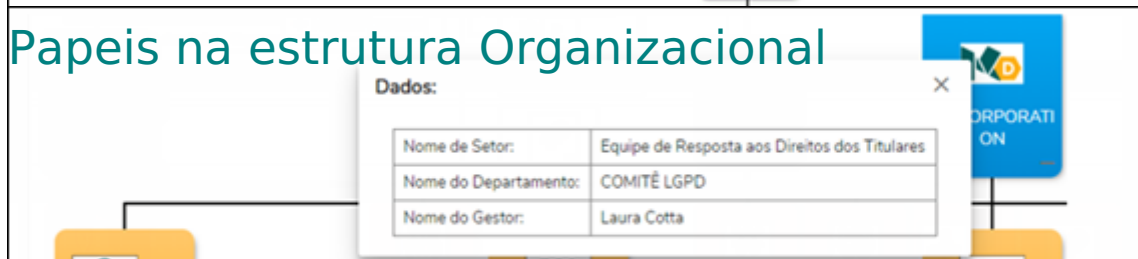 Papeis na estrutura Organizacional
Dados:
Nome de Setor: Equipe de Resposta aos Direitos dos Titulares
Nome do Departamento: COMITÊ LGPD
Nome do Gestor: Laura Cotta
D
ORPORATI
ON